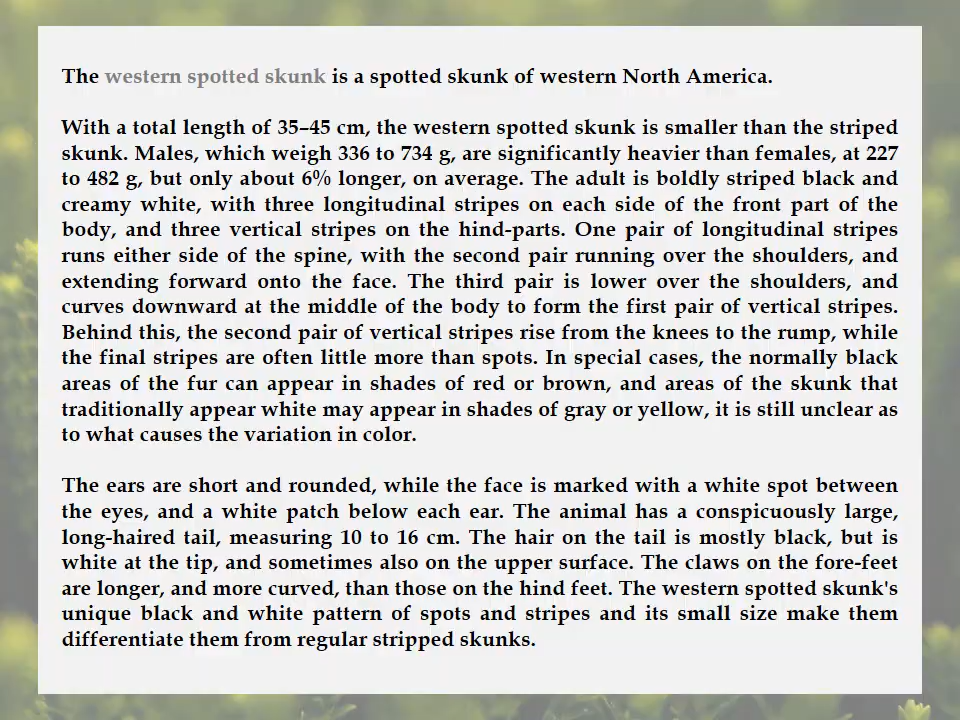 The western spotted skunk is a spotted skunk of western North America.
With a total length of 35–45 cm, the western spotted skunk is smaller than the striped
skunk. Males, which weigh 336 to 734 g, are significantly heavier than females, at 227
to 482 g, but only about 6% longer, on average. The adult is boldly striped black and
creamy white, with three longitudinal stripes on each side of the front part of the
body, and three vertical stripes on the hind-parts. One pair of longitudinal stripes
runs either side of the spine, with the second pair running over the shoulders, and
extending forward onto the face. The third pair is lower over the shoulders, and
curves downward at the middle of the body to form the first pair of vertical stripes.
Behind this, the second pair of vertical stripes rise from the knees to the rump, while
the final stripes are often little more than spots. In special cases, the normally black
areas of the fur can appear in shades of red or brown, and areas of the skunk that
traditionally appear white may appear in shades of gray or yellow, it is still unclear as
to what causes the variation in color.
The ears are short and rounded, while the face is marked with a white spot between
the eyes, and a white patch below each ear. The animal has a conspicuously large,
long-haired tail, measuring 10 to 16 cm. The hair on the tail is mostly black, but is
white at the tip, and sometimes also on the upper surface. The claws on the fore-feet
are longer, and more curved, than those on the hind feet. The western spotted skunk's
unique black and white pattern of spots and stripes and its small size make them
differentiate them from regular stripped skunks.